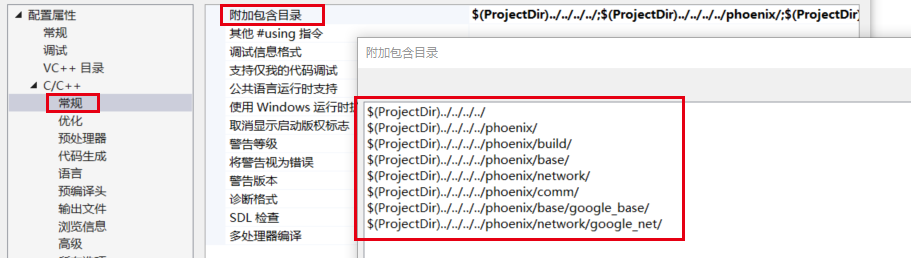 配置属性
常规
调试
VC++ 目录
C/C++
常规
优化
预处理器
代码生成
语言
预编译头
输出文件
浏览信息
高级
附加包含目录
$(ProjectDir)../../../../;$(ProjectDir)../../../../phoenix/;$(ProjectDir)
其他 #using 指令
调试信息格式
支持仅我的代码调试
公共语言运行时支持
使用 Windows 运行时扩
取消显示启动版权标志
警告等级
将警告视为错误
警告版本
诊断格式
SDL 检查
多处理器编译
附加包含目录
$(ProjectDir)../../../../
$(ProjectDir)../../../../phoenix/
$(ProjectDir)../../../../phoenix/build/
$(ProjectDir)../../../../phoenix/base/
$(ProjectDir)../../../../phoenix/network/
$(ProjectDir)../../../../phoenix/comm/
$(ProjectDir)../../../../phoenix/base/google_base/
$(ProjectDir)../../../../phoenix/network/google_net/